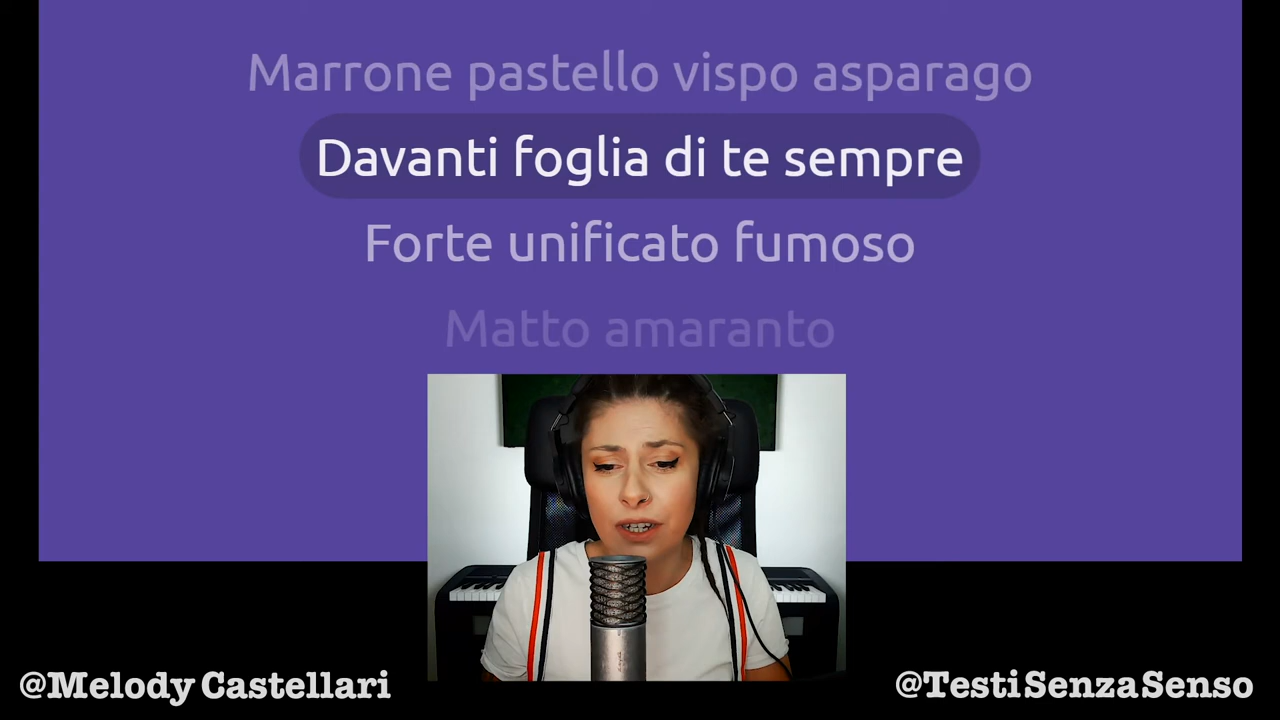 Marrone pastello vispo asparago
Davanti foglia di te sempre
Forte unificato fumoso
Matto amaranto
@Melody Castellari
@TestiSenzaSenso